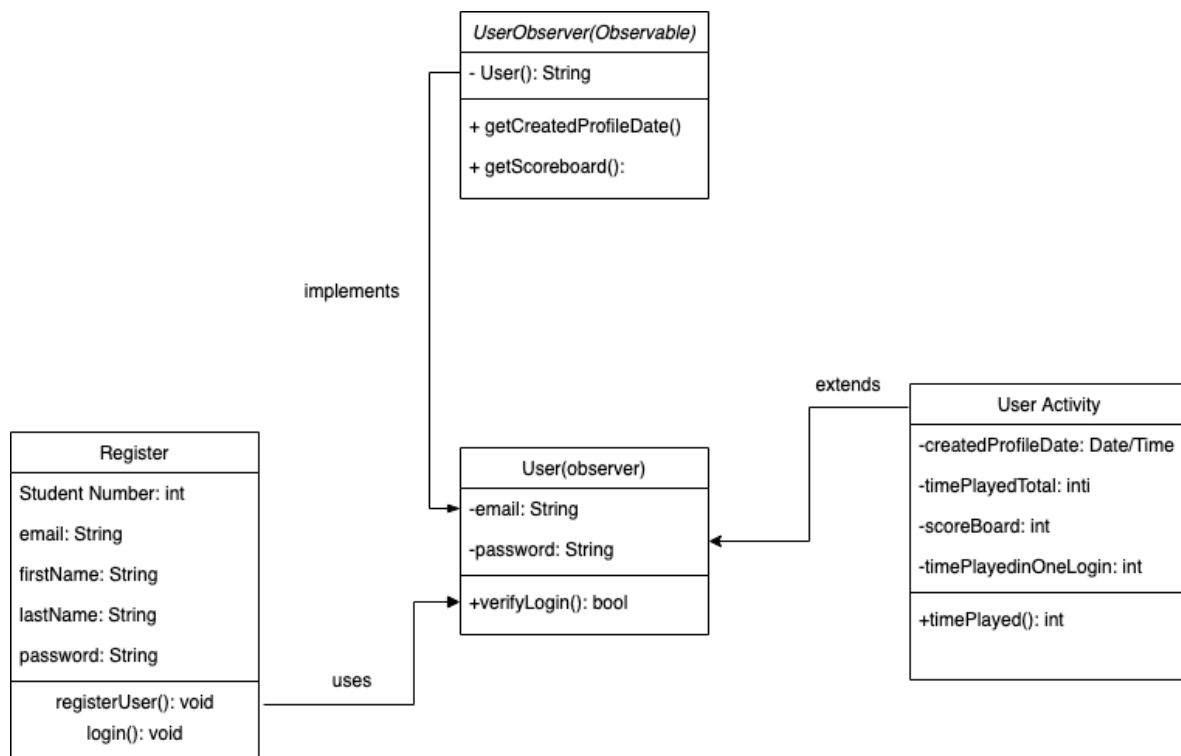 UserObserver(Observable)
- User(): String
+ getCreatedProfileDate()
+ getScoreboard():
implements
extends
User Activity
-createdProfileDate: Date/Time
-timePlayedTotal: inti
-scoreBoard: int
-timePlayedinOneLogin: int
+timePlayed(): int
Register
Student Number: int
email: String
firstName: String
lastName: String
password: String
registerUser(): void
login(): void
uses
User(observer)
-email: String
-password: String
+verifyLogin(): bool